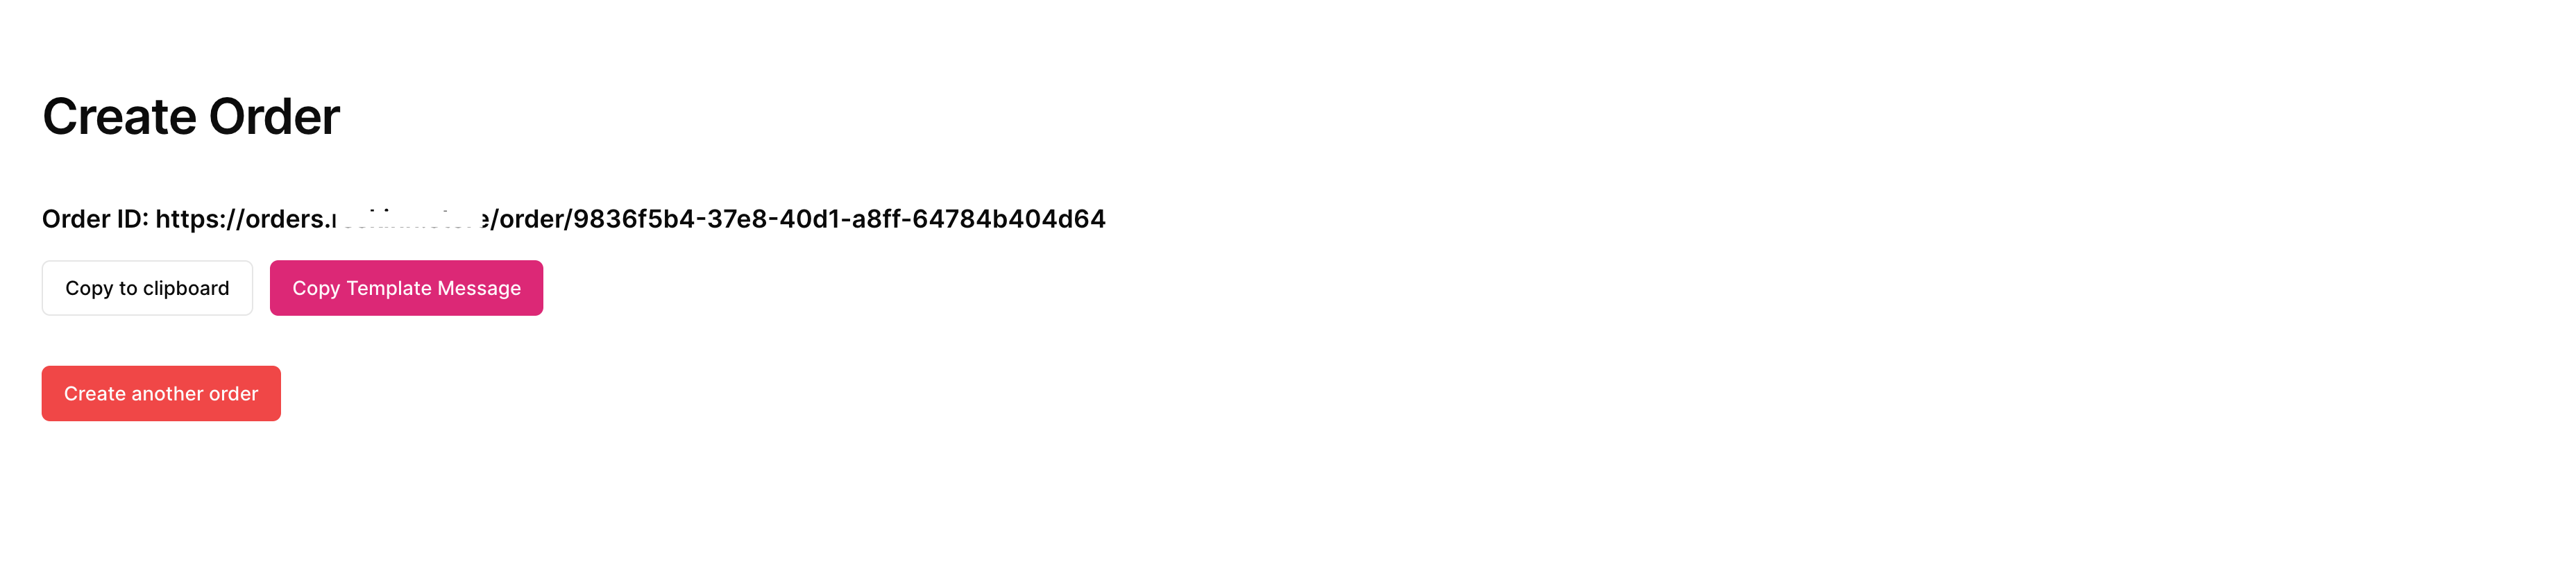 Create Order
Order ID: https://orders. /order/9836f5b4-37e8-40d1-a8ff-64784b404d64
Copy to clipboard
Copy Template Message
Create another order